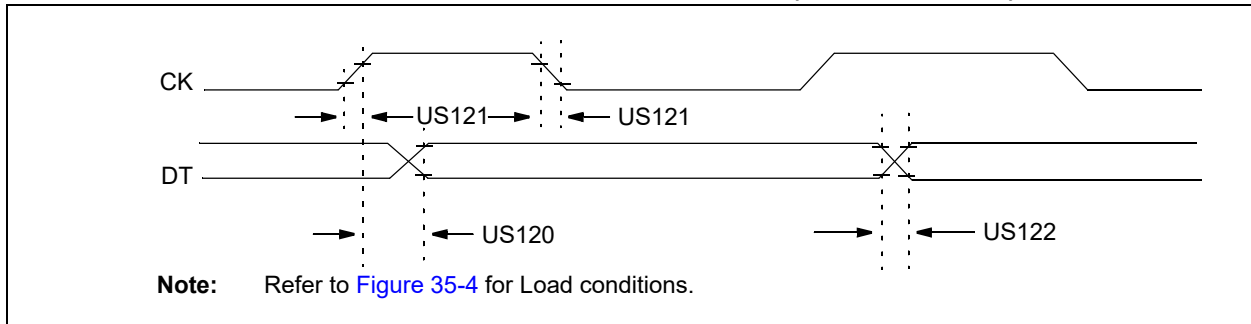 CK
US121
US121
DT
US120
US122
Note: Refer to Figure 35-4 for Load conditions.